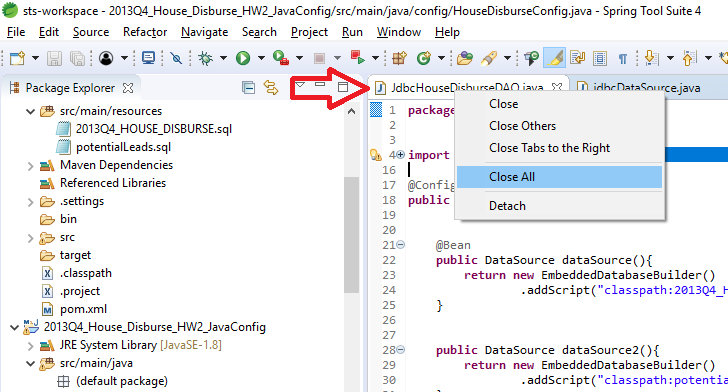 sts-workspace - 2013Q4_House_Disburse_HW2_JavaConfig/src/main/java/config/HouseDisburseConfig.java - Spring Tool Suite 4
File Edit Source Refactor Navigate Search Project Run Window Help
Package Explorer
src/main/resources
2013Q4_HOUSE_DISBURSE.sql
potentialLeads.sql
Maven Dependencies
Referenced Libraries
.settings
bin
src
target
.classpath
.project
pom.xml
2013Q4_House_Disburse_HW2_JavaConfig
JRE System Library [JavaSE-1.8]
src/main/java
(default package)
JdbcHouseDisburseDAO.java
jdbcDataSource.java
Close
Close Others
Close Tabs to the Right
Close All
Detach
1 package
3
4 import
16
17 @Config
18 public
19
20
21 @Bean
22 public DataSource dataSource(){
23 return new EmbeddedDatabaseBuilder()
24 .addScript("classpath:2013Q4_H
25 }
26
27
28 @Bean
29 public DataSource dataSource2(){
30 return new EmbeddedDatabaseBuilder()
31 .addScript("classpath:potentia
32 }